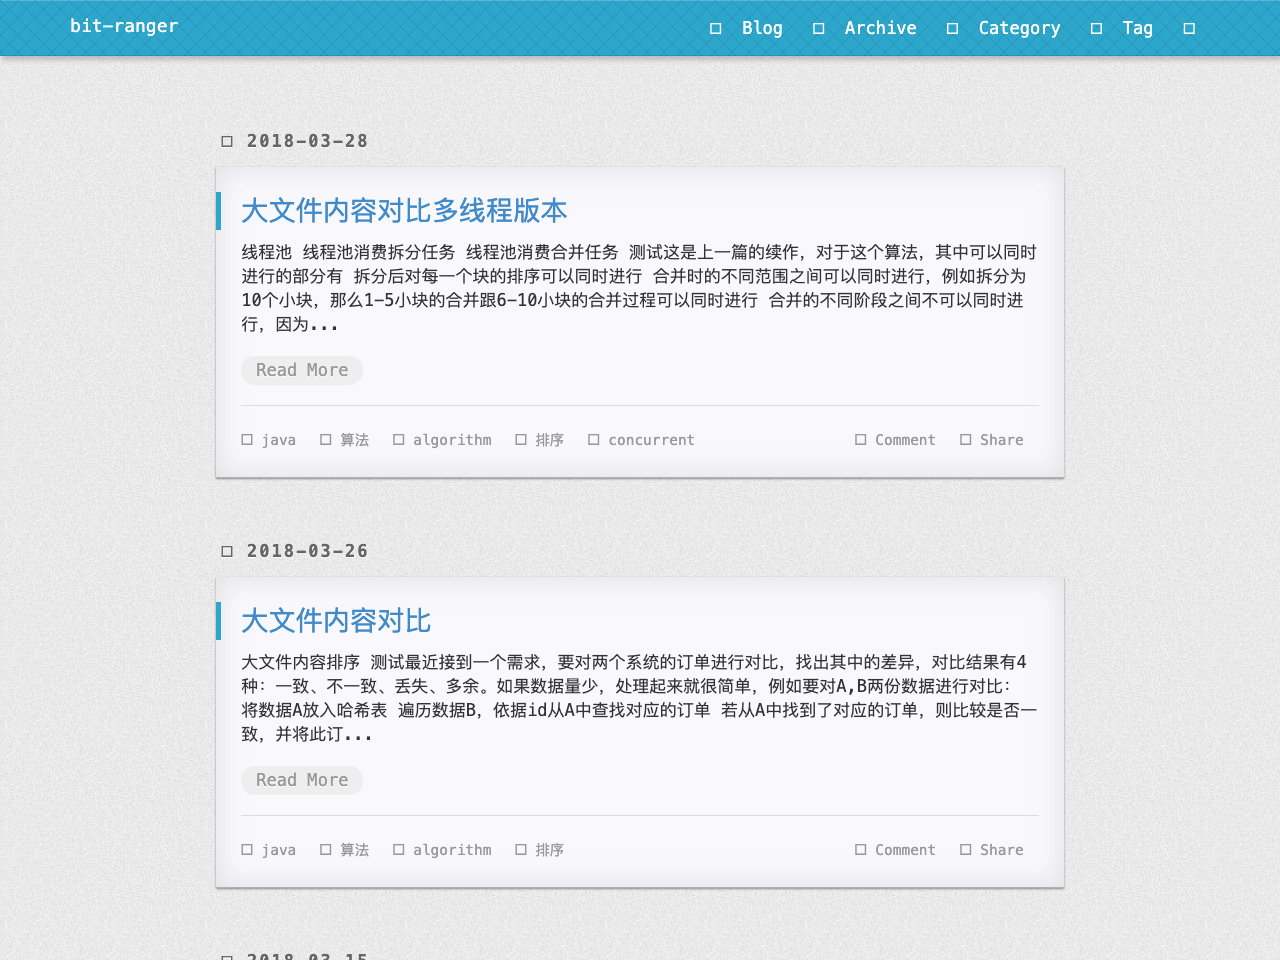 bit-ranger
Blog Archive Category Tag
2018-03-28
大文件内容对比多线程版本
线程池 线程池消费拆分任务 线程池消费合并任务 测试这是上一篇的续作，对于这个算法，其中可以同时
进行的部分有 拆分后对每一个块的排序可以同时进行 合并时的不同范围之间可以同时进行，例如拆分为
10个小块，那么1-5小块的合并跟6-10小块的合并过程可以同时进行 合并的不同阶段之间不可以同时进
行，因为...
Read More
java 算法 algorithm 排序 concurrent Comment Share
2018-03-26
大文件内容对比
大文件内容排序 测试最近接到一个需求，要对两个系统的订单进行对比，找出其中的差异，对比结果有4
种：一致、不一致、丢失、多余。如果数据量少，处理起来就很简单，例如要对A,B两份数据进行对比：
将数据A放入哈希表 遍历数据B，依据id从A中查找对应的订单 若从A中找到了对应的订单，则比较是否一
致，并将此订...
Read More
java 算法 algorithm 排序 Comment Share
2018-03-15